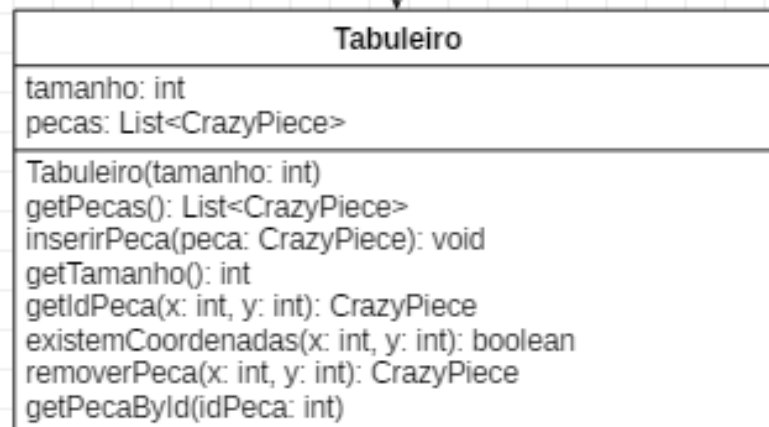 Tabuleiro
tamanho: int
pecas: List<CrazyPiece>
Tabuleiro(tamanho: int)
getPecas(): List<CrazyPiece>
inserirPeca(peca: CrazyPiece): void
getTamanho(): int
getIdPeca(x: int, y: int): CrazyPiece
existemCoordenadas(x: int, y: int): boolean
removerPeca(x: int, y: int): CrazyPiece
getPecaById(idPeca: int)